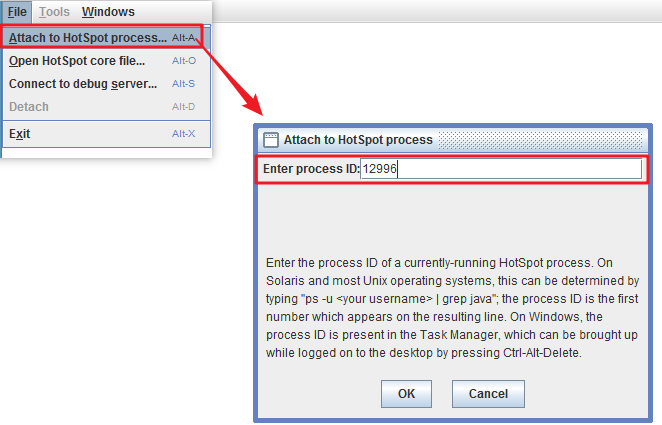 File Tools Windows
Attach to HotSpot process... Alt-A
Open HotSpot core file... Alt-O
Connect to debug server... Alt-S
Detach Alt-D
Exit Alt-X
Attach to HotSpot process
Enter process ID: 12996
Enter the process ID of a currently-running HotSpot process. On
Solaris and most Unix operating systems, this can be determined by
typing "ps -u <your username> | grep java"; the process ID is the first
number which appears on the resulting line. On Windows, the
process ID is present in the Task Manager, which can be brought up
while logged on to the desktop by pressing Ctrl-Alt-Delete.
OK Cancel